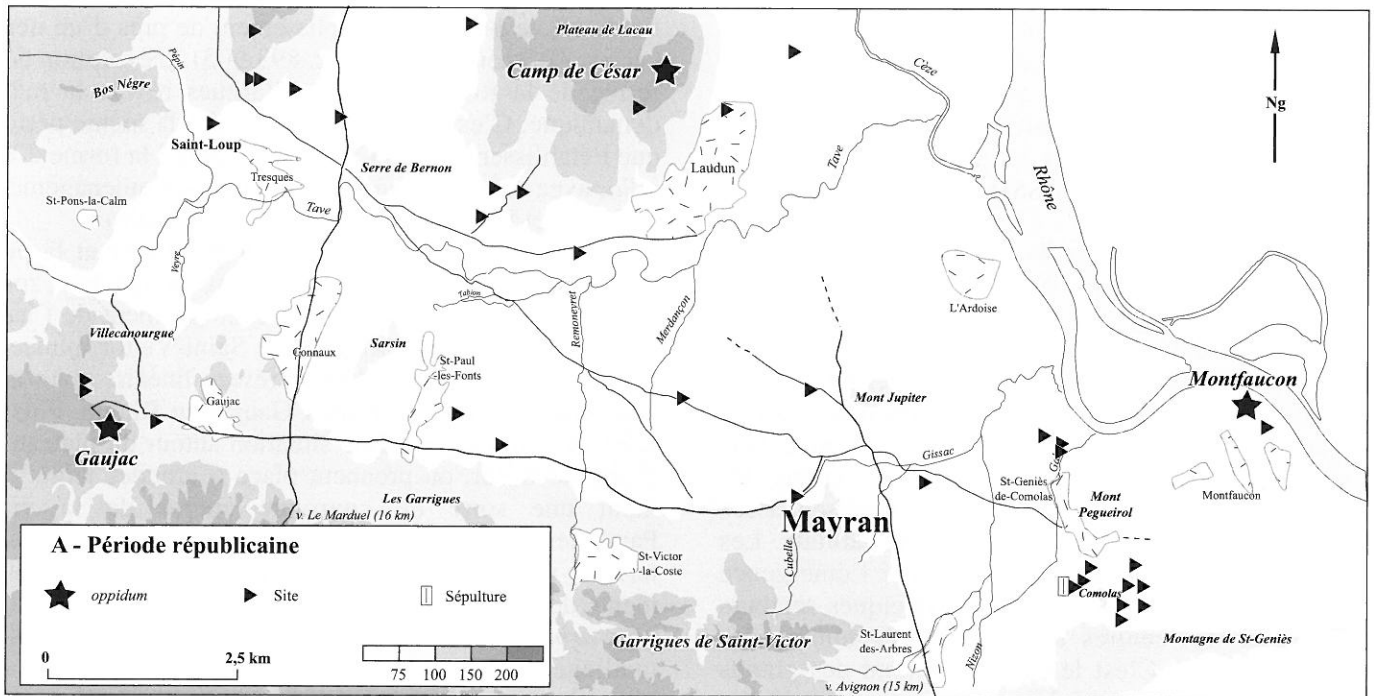 Plateau de Lacau
Camp de César
Cèze
Ng
Pépin
Bos Négre
Saint-Loup
Tresques
Serre de Bernon
Laudun
Tave
Rhône
St-Pons-la-Calm
Tave
Veyre
L'Ardoise
Tahion
Remonevret
Merdançon
Villecanourgue
Connaux
Sarsin
St-Paul
-les-Fonts
Gaujac
Gaujac
Mont Jupiter
Montfaucon
Gissac
St-Geniès
de-Comolas
Mont
Pegueirol
Montfaucon
Les Garrigues
v. Le Marduel (16 km)
Mayran
Cubelle
St-Victor
-la-Coste
Comolas
Garrigues de Saint-Victor
St-Laurent
des-Arbres
Nizon
Montagne de St-Geniès
v. Avignon (15 km)
A - Période républicaine
oppidum
Site
Sépulture
0 2,5 km
75 100 150 200